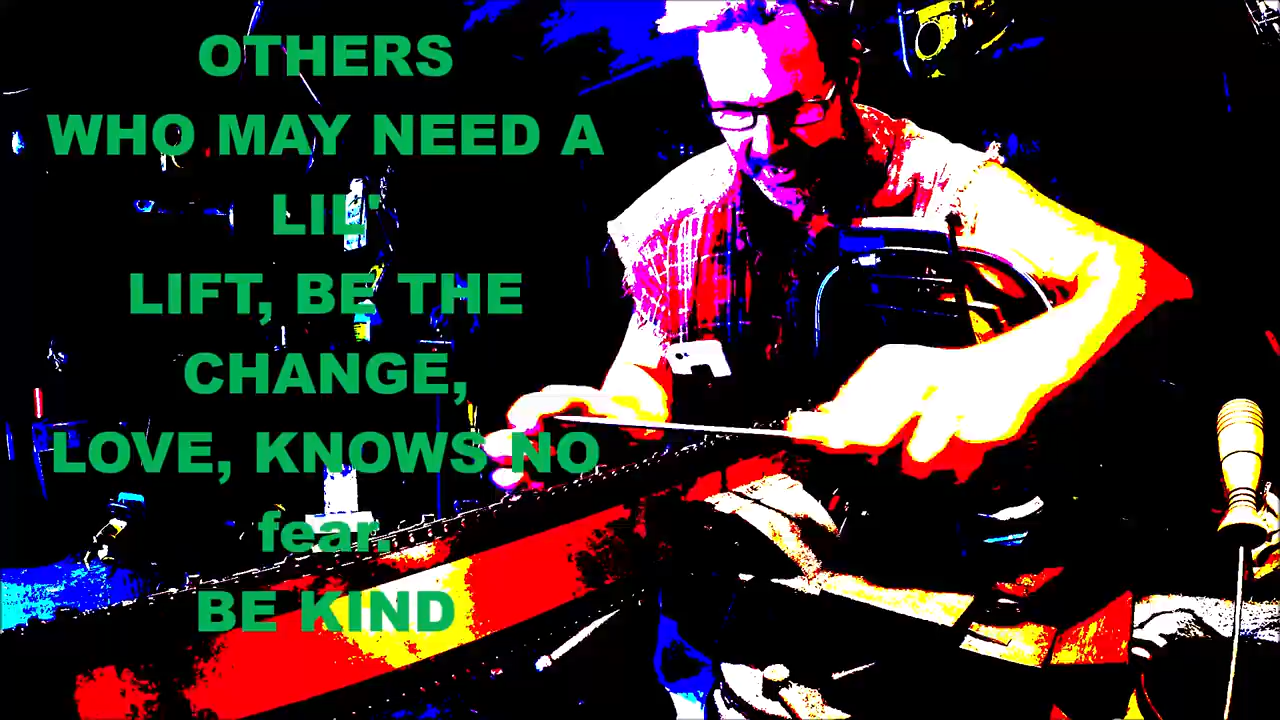 OTHERS
WHO MAY NEED A
LIL'
LIFT, BE THE
CHANGE,
LOVE, KNOWS NO
fear.
BE KIND